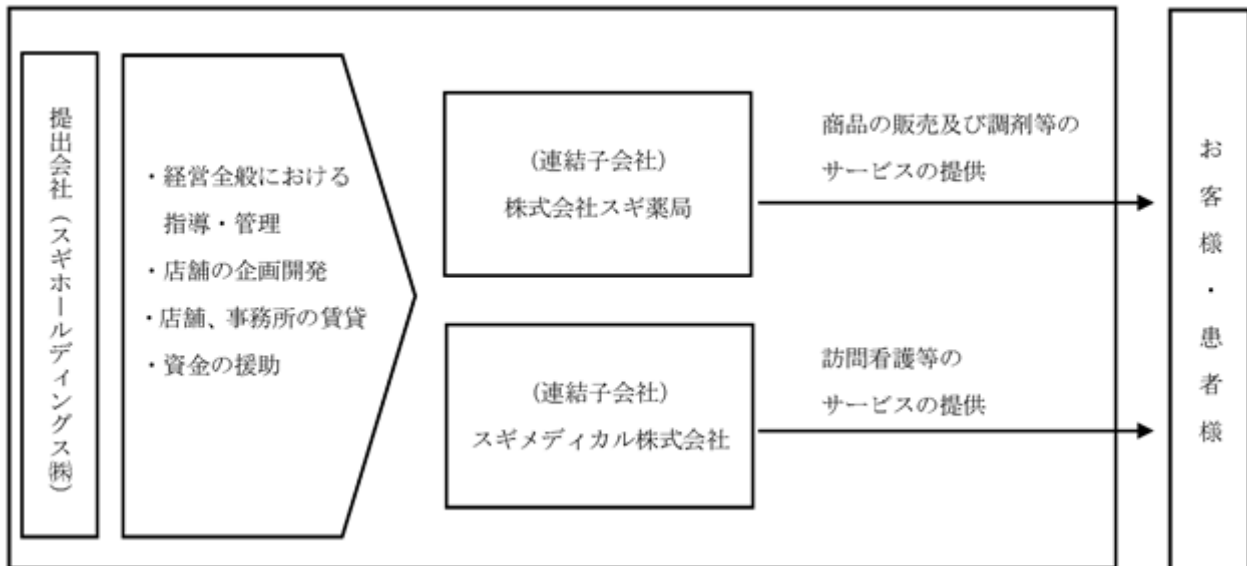 提出会社(スギホールディングス㈱)
・経営全般における
指導・管理
・店舗の企画開発
・店舗、事務所の賃貸
・資金の援助
(連結子会社)
株式会社スギ薬局
商品の販売及び調剤等の
サービスの提供
(連結子会社)
スギメディカル株式会社
訪問看護等の
サービスの提供
お客様・患者様